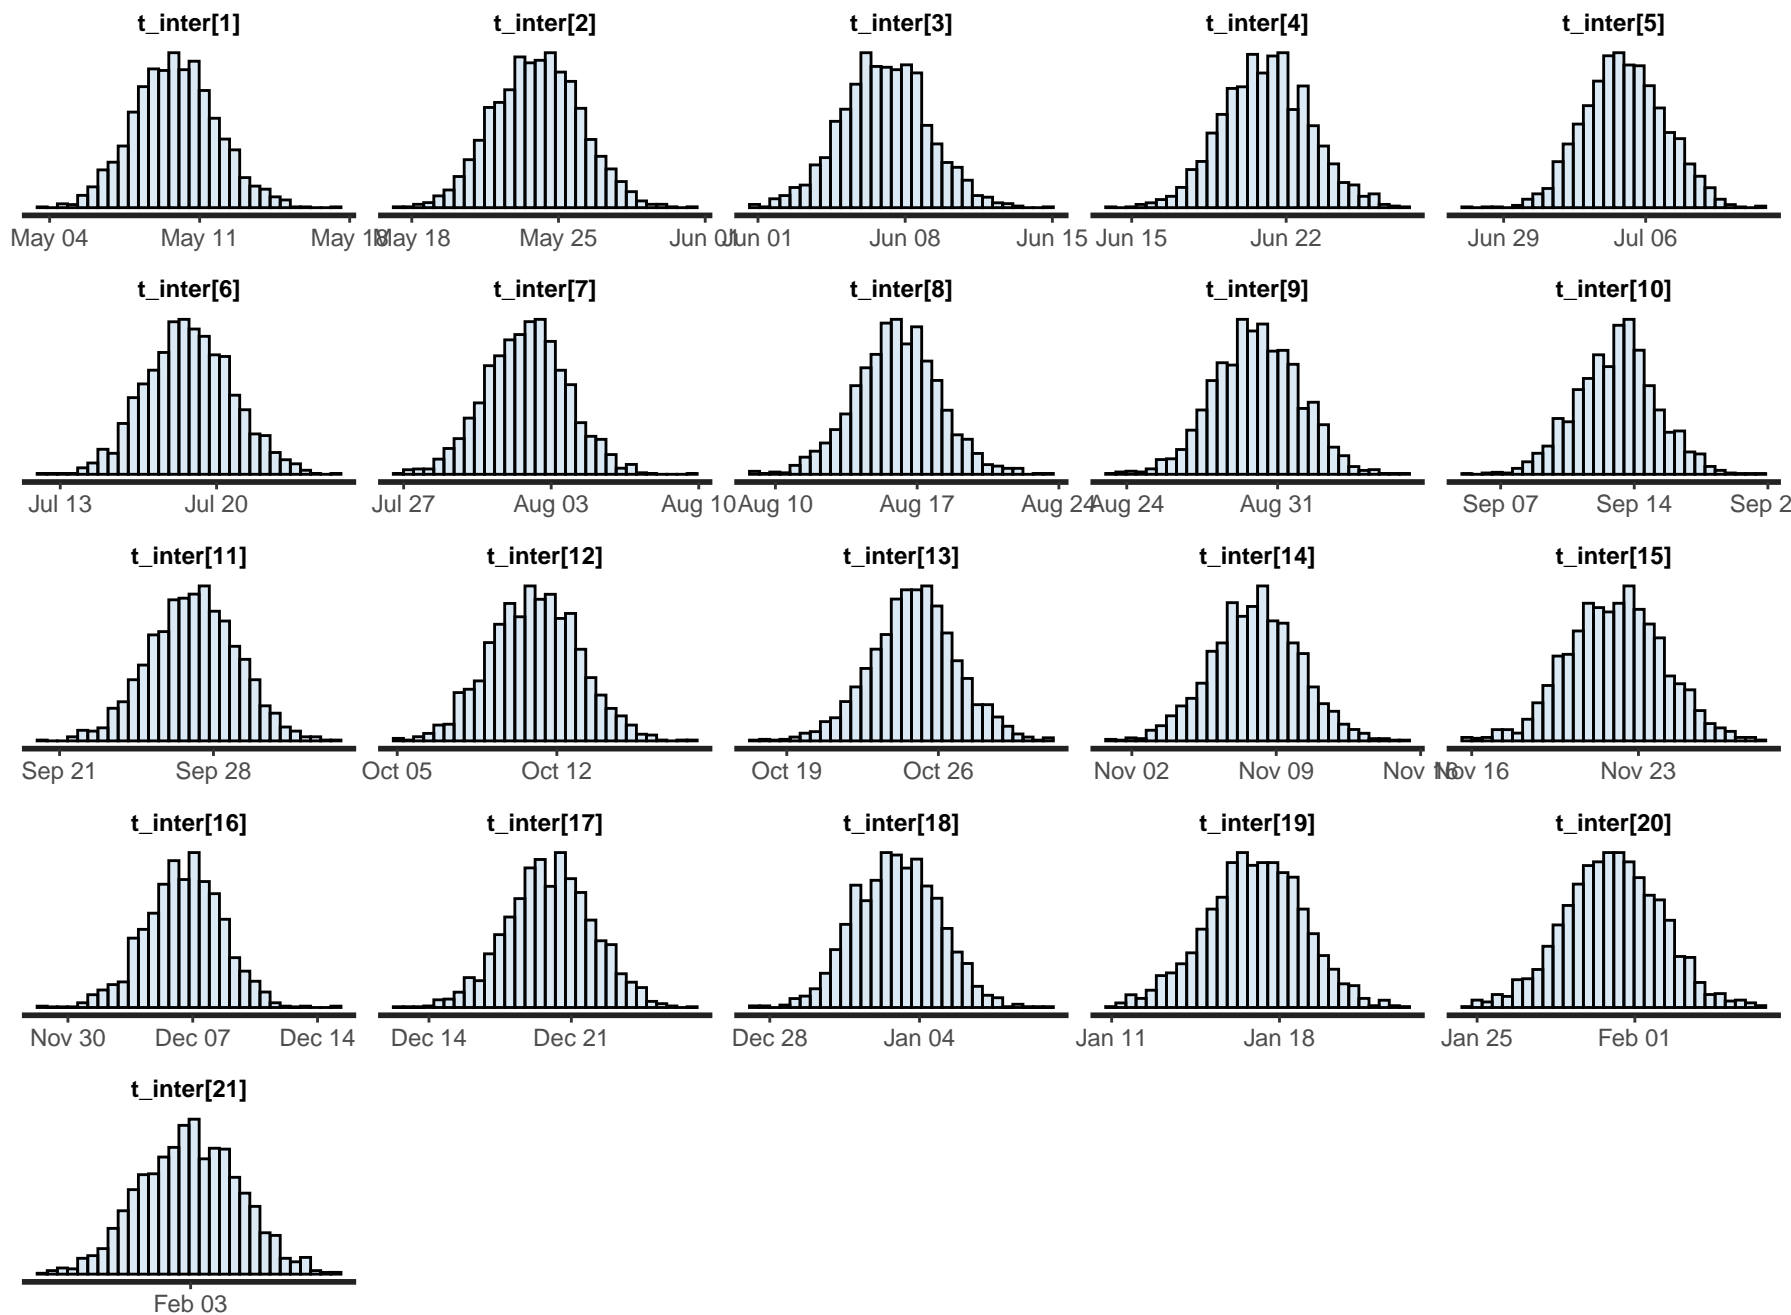 t_inter[1] t_inter[2] t_inter[3] t_inter[4] t_inter[5]
May 04 May 11 May 18 May 18 May 25 Jun 01 Jun 01 Jun 08 Jun 15 Jun 15 Jun 22 Jun 29 Jul 06
t_inter[6] t_inter[7] t_inter[8] t_inter[9] t_inter[10]
Jul 13 Jul 20 Jul 27 Aug 03 Aug 10 Aug 10 Aug 17 Aug 24 Aug 24 Aug 31 Sep 07 Sep 14 Sep 2
t_inter[11] t_inter[12] t_inter[13] t_inter[14] t_inter[15]
Sep 21 Sep 28 Oct 05 Oct 12 Oct 19 Oct 26 Nov 02 Nov 09 Nov 16 Nov 16 Nov 23
t_inter[16] t_inter[17] t_inter[18] t_inter[19] t_inter[20]
Nov 30 Dec 07 Dec 14 Dec 14 Dec 21 Dec 28 Jan 04 Jan 11 Jan 18 Jan 25 Feb 01
t_inter[21]
Feb 03